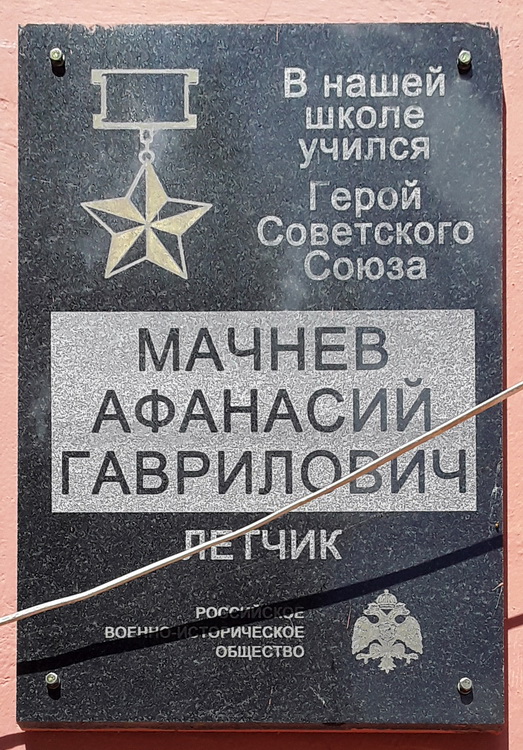 В нашей
школе
учился
Герой
Советского
Союза
МАЧНЕВ
АФАНАСИЙ
ГАВРИЛОВИЧ
ЛЕТЧИК
РОССИЙСКОЕ
ВОЕННО-ИСТОРИЧЕСКОЕ
ОБЩЕСТВО